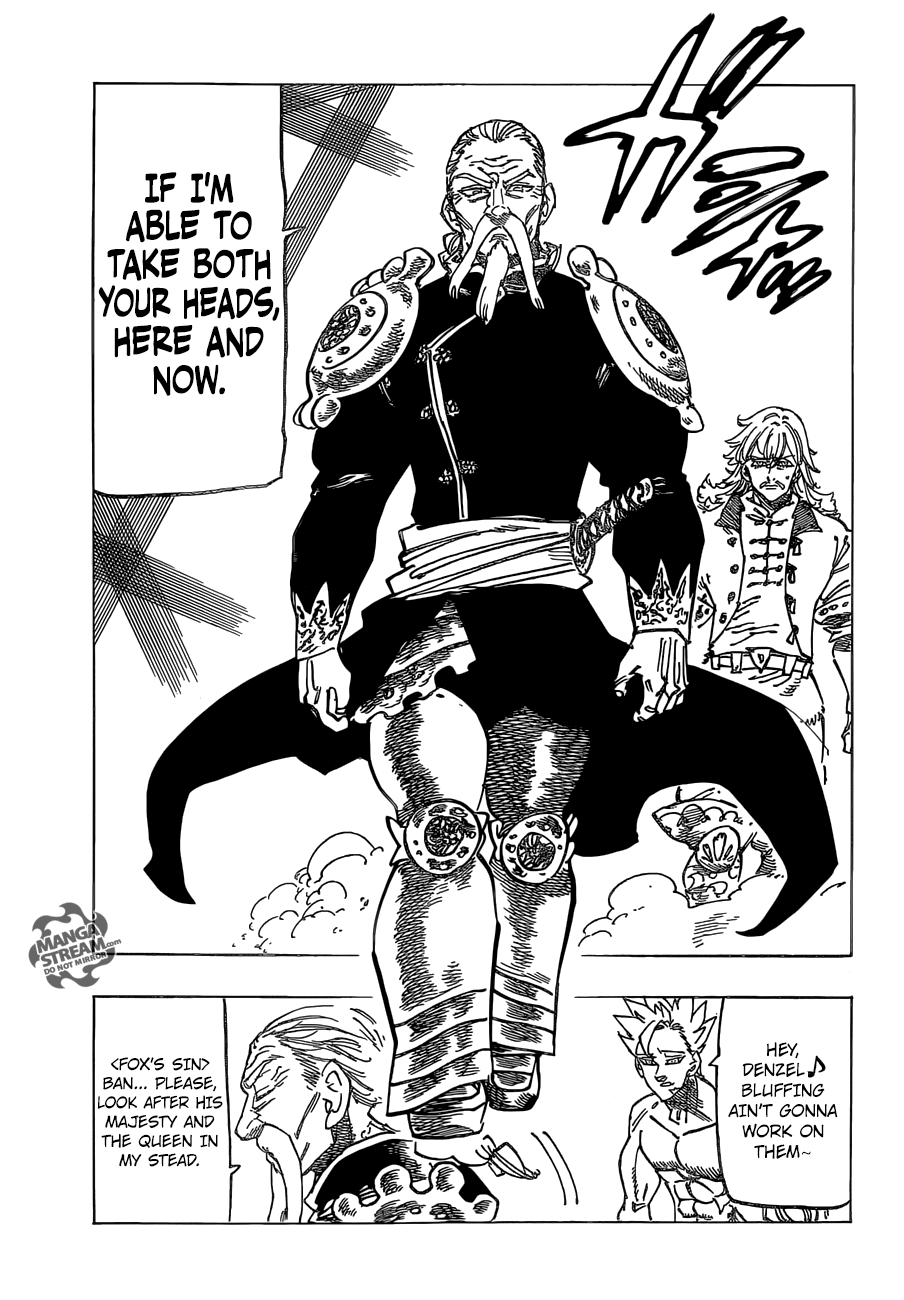 IF I'M
ABLE TO
TAKE BOTH
YOUR HEADS,
HERE AND
NOW.
HEY,
DENZEL♪
BLUFFING
AIN'T GONNA
WORK ON
THEM~
<FOX'S SIN>
BAN... PLEASE,
LOOK AFTER HIS
MAJESTY AND
THE QUEEN IN
MY STEAD.
MANGA
STREAM.com
DO NOT MIRROR